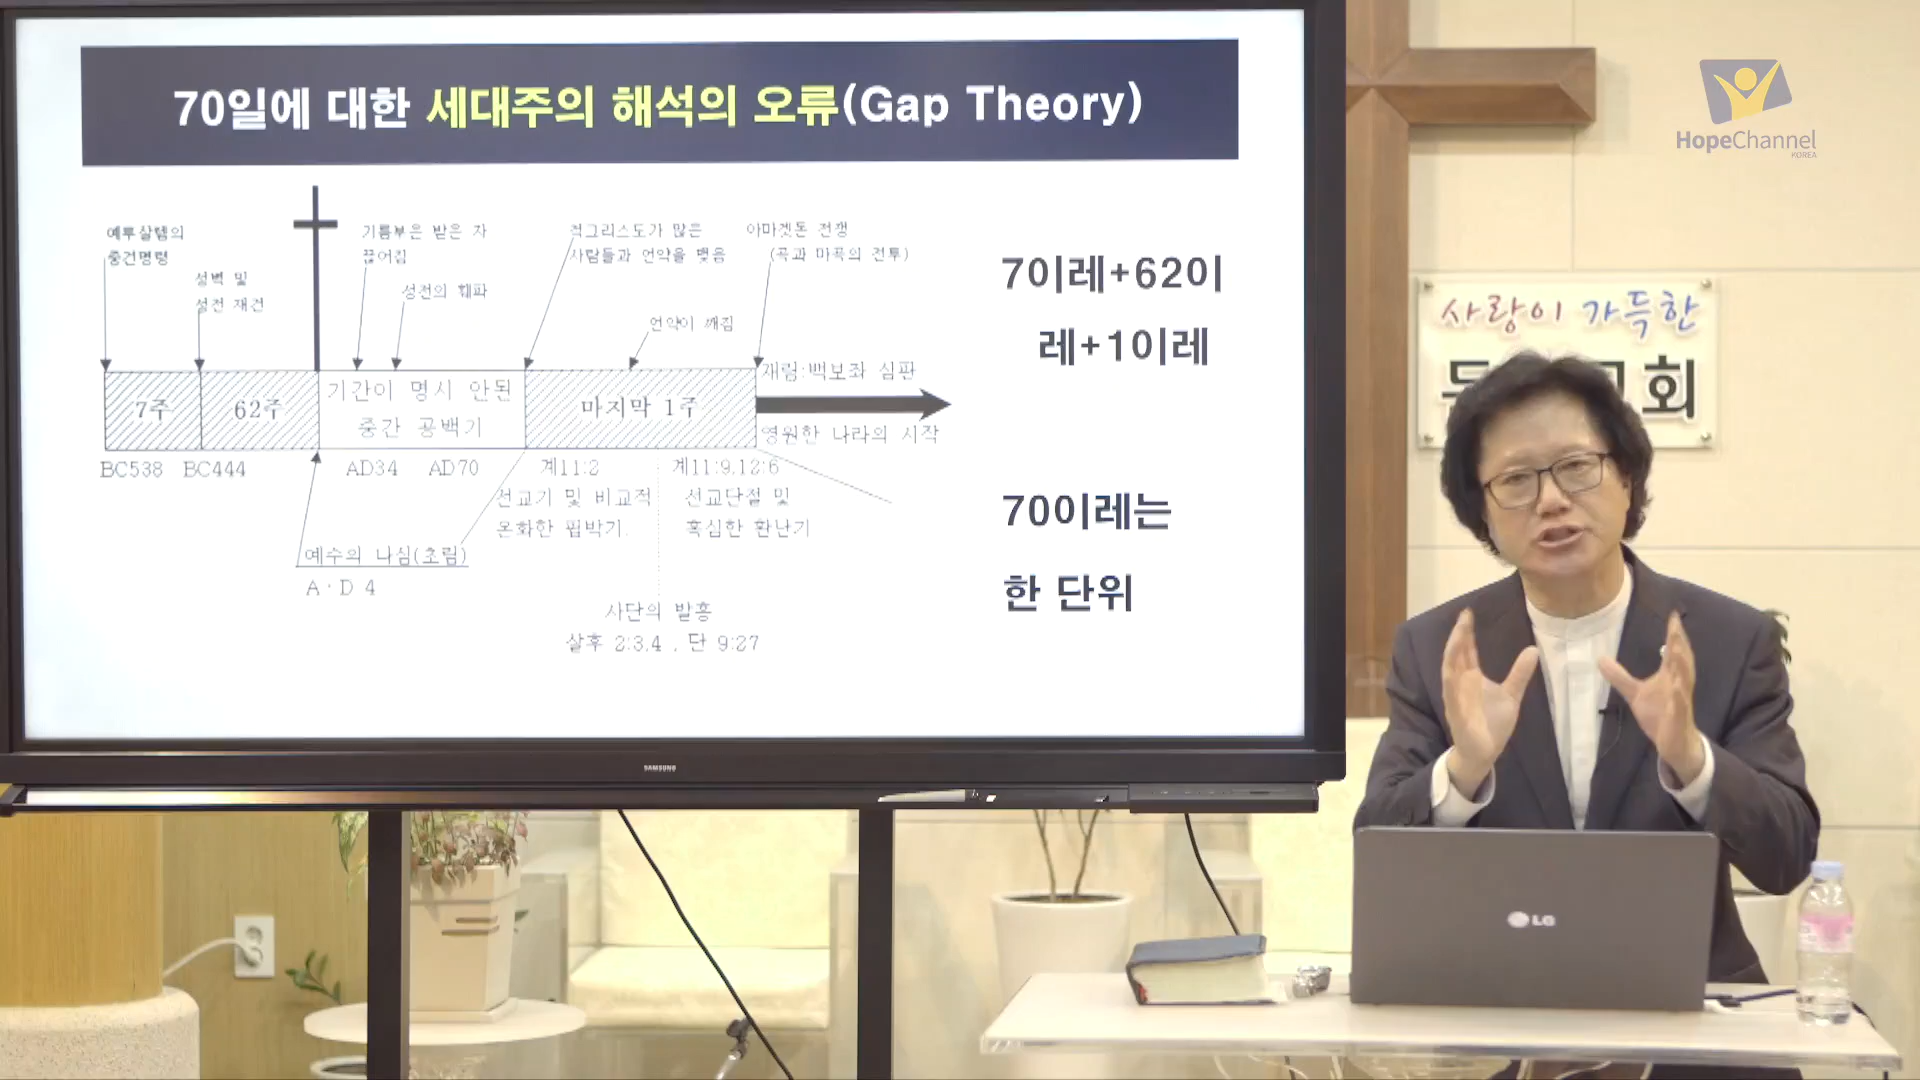 70일에 대한 세대주의 해석의 오류(Gap Theory)
예루살렘의
중건명령
성벽 및
성전 재건
기름부은 받은 자
끊어짐
성전의 훼파
적그리스도가 많은
사람들과 언약을 맺음
언약이 깨짐
아마겟돈 전쟁
(곡과 마곡의 전투)
7주
62주
기간이 명시 안된
중간 공백기
마지막 1주
재림:백보좌 심판
영원한 나라의 시작
BC538
BC444
AD34
AD70
계11:2
선교기 및 비교적
온화한 핍박기.
계11:9,12:6
선교단절 및
혹심한 환난기
예수의 나심(초림)
A·D 4
사단의 발흥
살후 2:3,4 , 단 9:27
7이레+62이
레+1이레
70이레는
한 단위
SAMSUNG
HopeChannel
KOREA
사랑이 가득한
회
LG